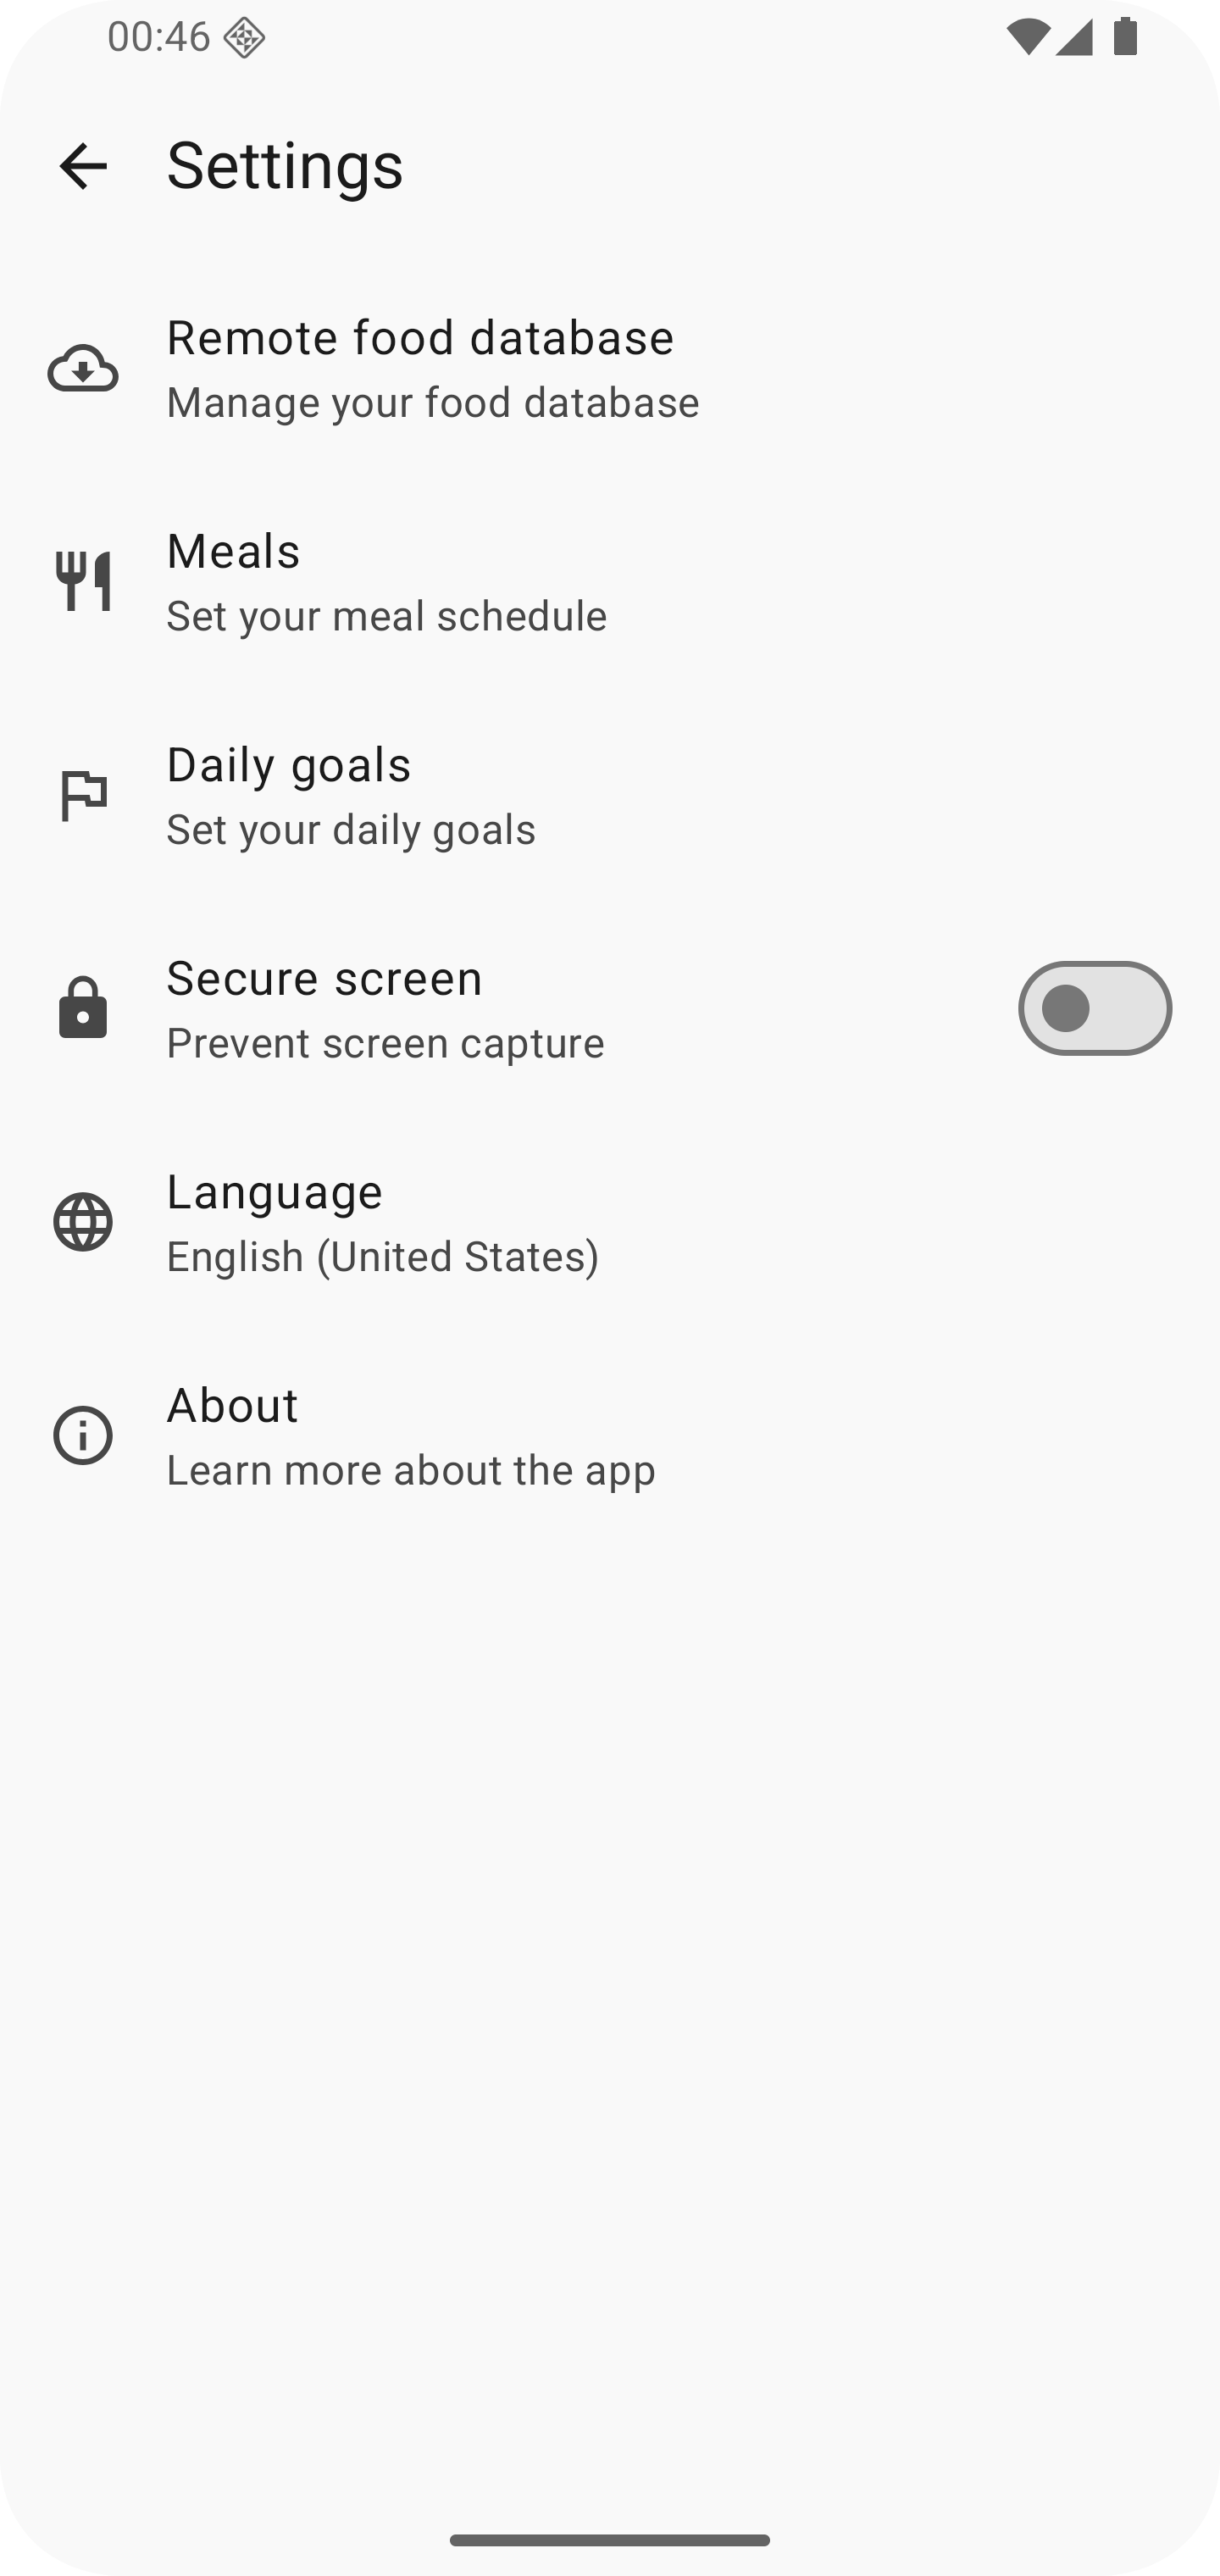 00:46
Settings
Remote food database
Manage your food database
Meals
Set your meal schedule
Daily goals
Set your daily goals
Secure screen
Prevent screen capture
Language
English (United States)
About
Learn more about the app